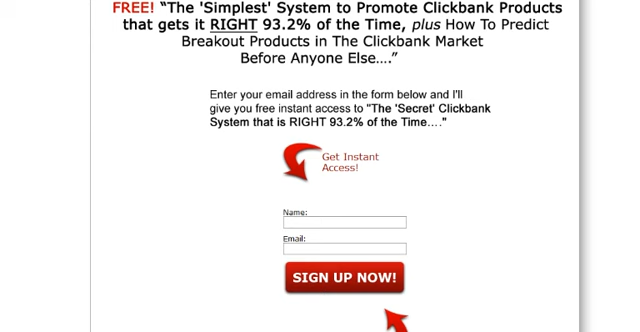 FREE! “The 'Simplest' System to Promote Clickbank Products
that gets it RIGHT 93.2% of the Time, plus How To Predict
Breakout Products in The Clickbank Market
Before Anyone Else….”
Enter your email address in the form below and I'll
give you free instant access to "The 'Secret' Clickbank
System that is RIGHT 93.2% of the Time…."
Get Instant
Access!
Name:
Email:
SIGN UP NOW!